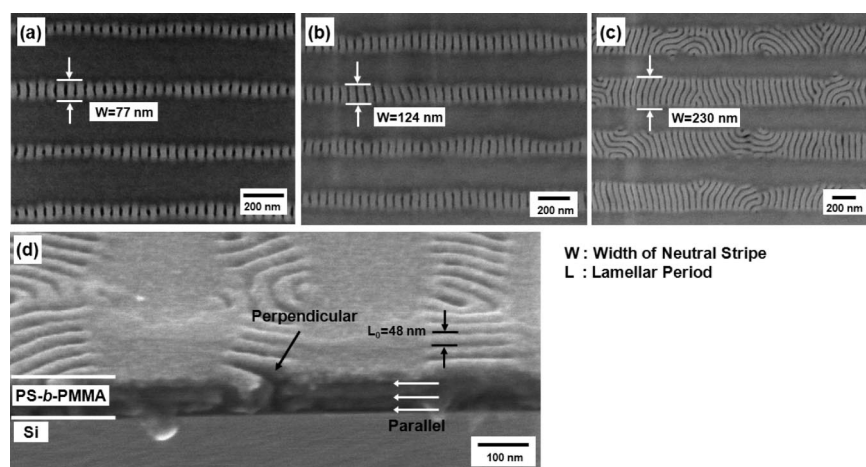 (a)
W=77 nm
200 nm
(b)
W=124 nm
200 nm
(c)
W=230 nm
200 nm
(d)
Perpendicular
L₀=48 nm
PS-b-PMMA
Si
Parallel
100 nm
W : Width of Neutral Stripe
L : Lamellar Period